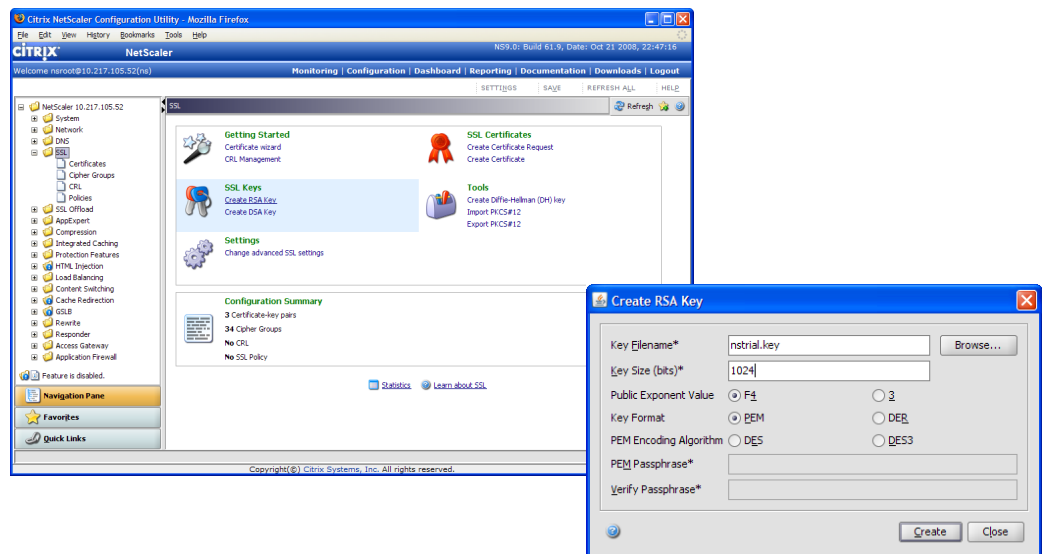 Citrix NetScaler Configuration Utility - Mozilla Firefox
File Edit View History Bookmarks Tools Help
CITRIX NetScaler
NS9.0: Build 61.9, Date: Oct 21 2008, 22:47:16
Welcome nsroot@10.217.105.52(ns)
Monitoring | Configuration | Dashboard | Reporting | Documentation | Downloads | Logout
SETTINGS SAVE REFRESH ALL HELP
NetScaler 10.217.105.52
System
Network
DNS
SSL
Certificates
Cipher Groups
CRL
Policies
SSL Offload
AppExpert
Compression
Integrated Caching
Protection Features
HTML Injection
Load Balancing
Content Switching
Cache Redirection
GSLB
Rewrite
Responder
Access Gateway
Application Firewall
Feature is disabled.
Navigation Pane
Favorites
Quick Links
SSL
Refresh
Getting Started
Certificate wizard
CRL Management
SSL Certificates
Create Certificate Request
Create Certificate
SSL Keys
Create RSA Key
Create DSA Key
Tools
Create Diffie-Hellman (DH) key
Import PKCS#12
Export PKCS#12
Settings
Change advanced SSL settings
Configuration Summary
3 Certificate-key pairs
34 Cipher Groups
No CRL
No SSL Policy
Statistics Learn about SSL
Copyright(©) Citrix Systems, Inc. All rights reserved.
Create RSA Key
Key Filename* nstrial.key Browse...
Key Size (bits)* 1024
Public Exponent Value F4 3
Key Format PEM DER
PEM Encoding Algorithm DES DES3
PEM Passphrase*
Verify Passphrase*
Create Close